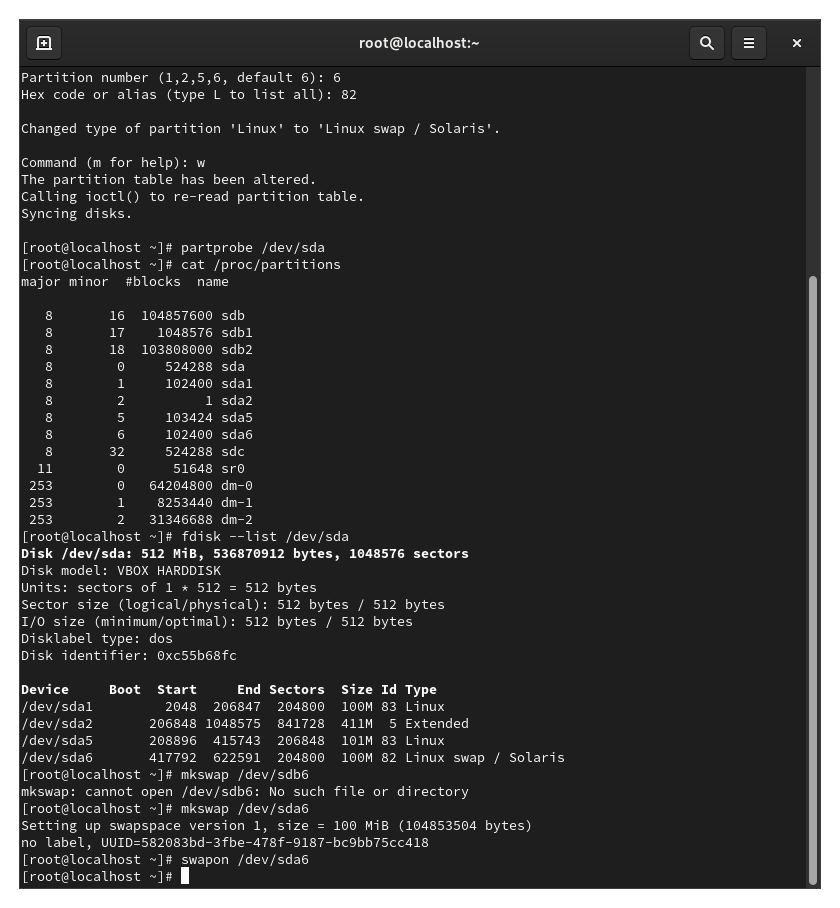 root@localhost:~
Partition number (1,2,5,6, default 6): 6
Hex code or alias (type L to list all): 82
Changed type of partition 'Linux' to 'Linux swap / Solaris'.
Command (m for help): w
The partition table has been altered.
Calling ioctl() to re-read partition table.
Syncing disks.
[root@localhost ~]# partprobe /dev/sda
[root@localhost ~]# cat /proc/partitions
major minor  #blocks  name
   8       16  104857600 sdb
   8       17    1048576 sdb1
   8       18  103808000 sdb2
   8        0     524288 sda
   8        1     102400 sda1
   8        2          1 sda2
   8        5     103424 sda5
   8        6     102400 sda6
   8       32     524288 sdc
  11        0      51648 sr0
 253        0   64204800 dm-0
 253        1    8253440 dm-1
 253        2   31346688 dm-2
[root@localhost ~]# fdisk --list /dev/sda
Disk /dev/sda: 512 MiB, 536870912 bytes, 1048576 sectors
Disk model: VBOX HARDDISK
Units: sectors of 1 * 512 = 512 bytes
Sector size (logical/physical): 512 bytes / 512 bytes
I/O size (minimum/optimal): 512 bytes / 512 bytes
Disklabel type: dos
Disk identifier: 0xc55b68fc
Device     Boot  Start     End Sectors  Size Id Type
/dev/sda1         2048  206847  204800  100M 83 Linux
/dev/sda2       206848 1048575  841728  411M  5 Extended
/dev/sda5       208896  415743  206848  101M 83 Linux
/dev/sda6       417792  622591  204800  100M 82 Linux swap / Solaris
[root@localhost ~]# mkswap /dev/sdb6
mkswap: cannot open /dev/sdb6: No such file or directory
[root@localhost ~]# mkswap /dev/sda6
Setting up swapspace version 1, size = 100 MiB (104853504 bytes)
no label, UUID=582083bd-3fbe-478f-9187-bc9bb75cc418
[root@localhost ~]# swapon /dev/sda6
[root@localhost ~]#